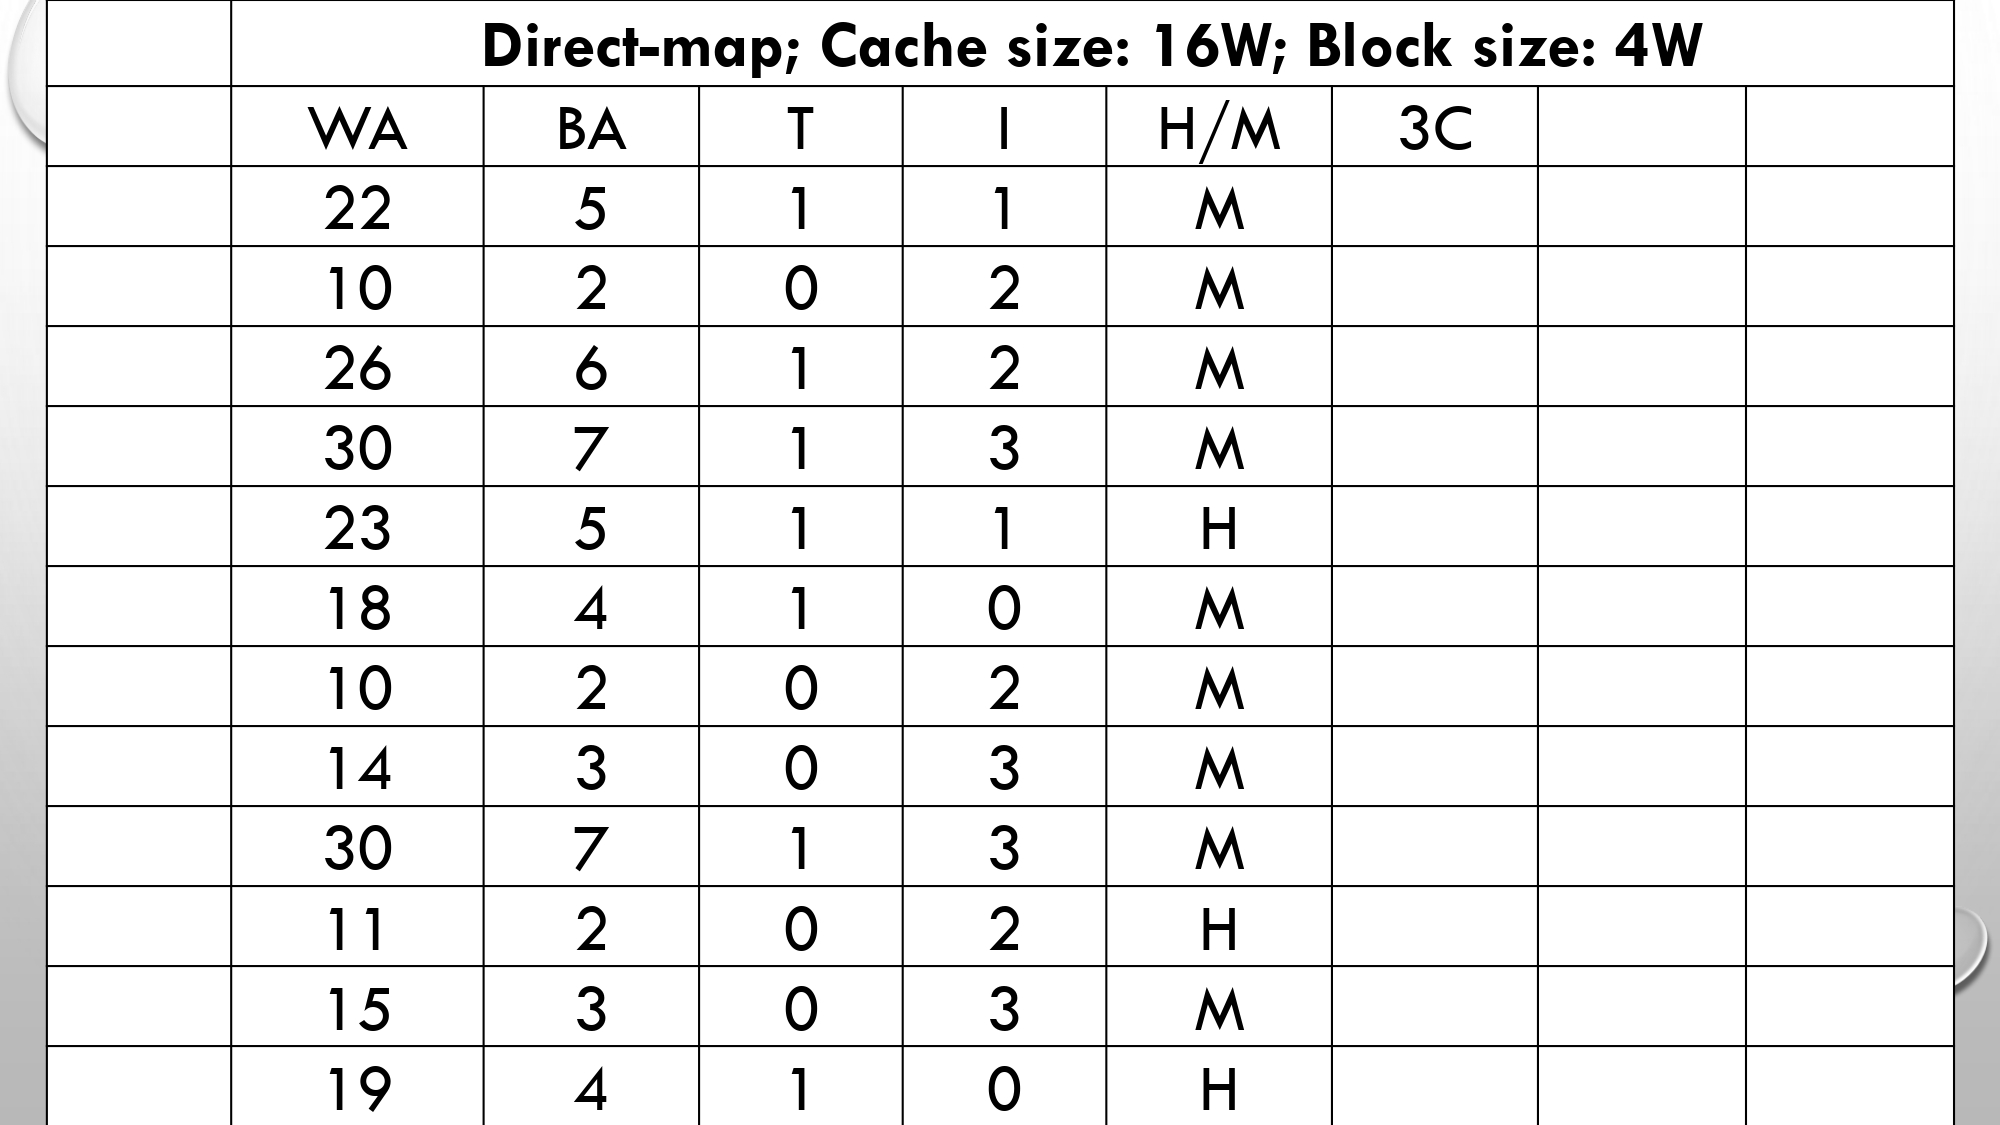 Direct-map; Cache size: 16W; Block size: 4W
WA BA T I H/M 3C
22 5 1 1 M
10 2 0 2 M
26 6 1 2 M
30 7 1 3 M
23 5 1 1 H
18 4 1 0 M
10 2 0 2 M
14 3 0 3 M
30 7 1 3 M
11 2 0 2 H
15 3 0 3 M
19 4 1 0 H